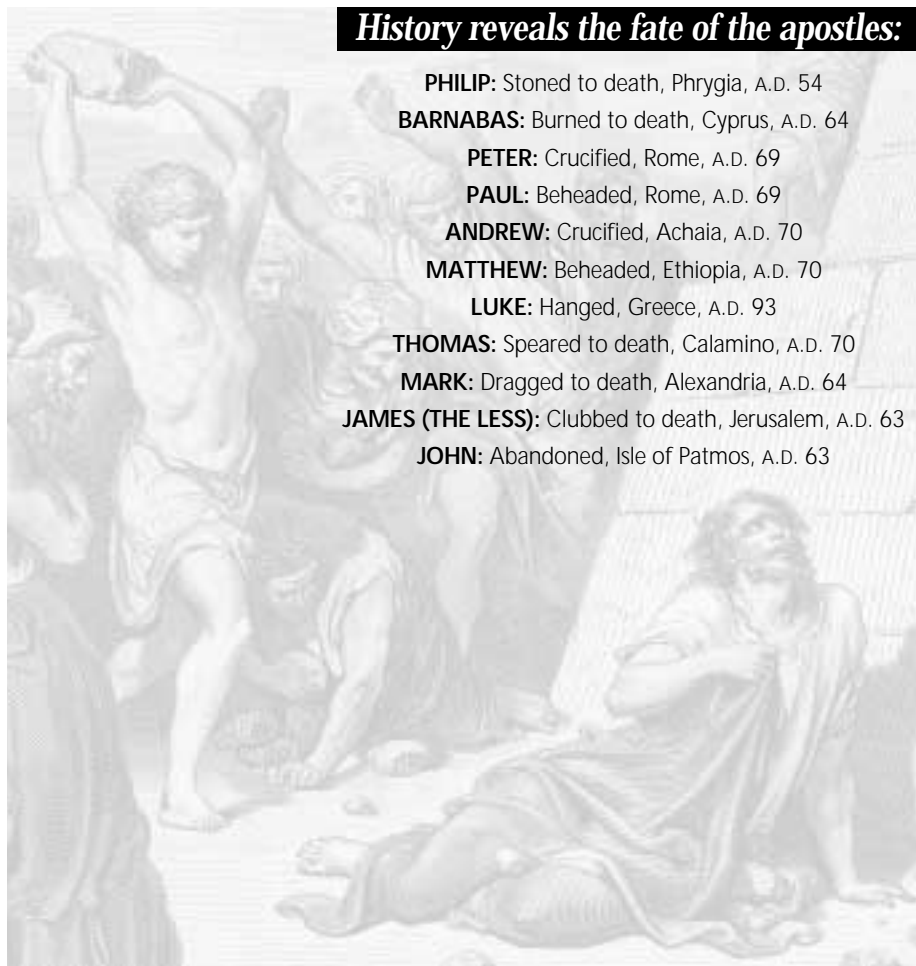 History reveals the fate of the apostles:
PHILIP: Stoned to death, Phrygia, A.D. 54
BARNABAS: Burned to death, Cyprus, A.D. 64
PETER: Crucified, Rome, A.D. 69
PAUL: Beheaded, Rome, A.D. 69
ANDREW: Crucified, Achaia, A.D. 70
MATTHEW: Beheaded, Ethiopia, A.D. 70
LUKE: Hanged, Greece, A.D. 93
THOMAS: Speared to death, Calamino, A.D. 70
MARK: Dragged to death, Alexandria, A.D. 64
JAMES (THE LESS): Clubbed to death, Jerusalem, A.D. 63
JOHN: Abandoned, Isle of Patmos, A.D. 63